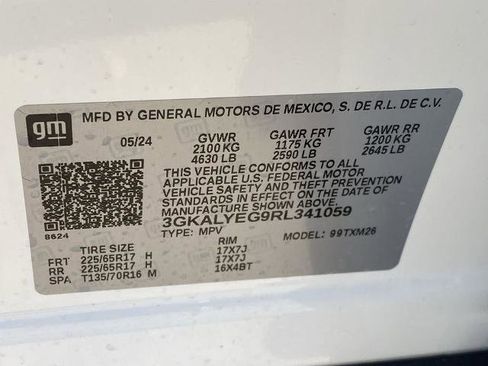 gm
MFD BY GENERAL MOTORS DE MEXICO, S. DE R.L. DE C.V.
05/24 GVWR GAWR FRT GAWR RR
2100 KG 1175 KG 1200 KG
4630 LB 2590 LB 2645 LB
THIS VEHICLE CONFORMS TO ALL
APPLICABLE U.S. FEDERAL MOTOR
VEHICLE SAFETY AND THEFT PREVENTION
STANDARDS IN EFFECT ON THE DATE OF
MANUFACTURE SHOWN ABOVE.
3GKALYEG9RL341059
8624
TYPE: MPV MODEL: 99TXM26
TIRE SIZE RIM
FRT 225/65R17 H 17X7J
RR 225/65R17 H 17X7J
SPA T135/70R16 M 16X4BT